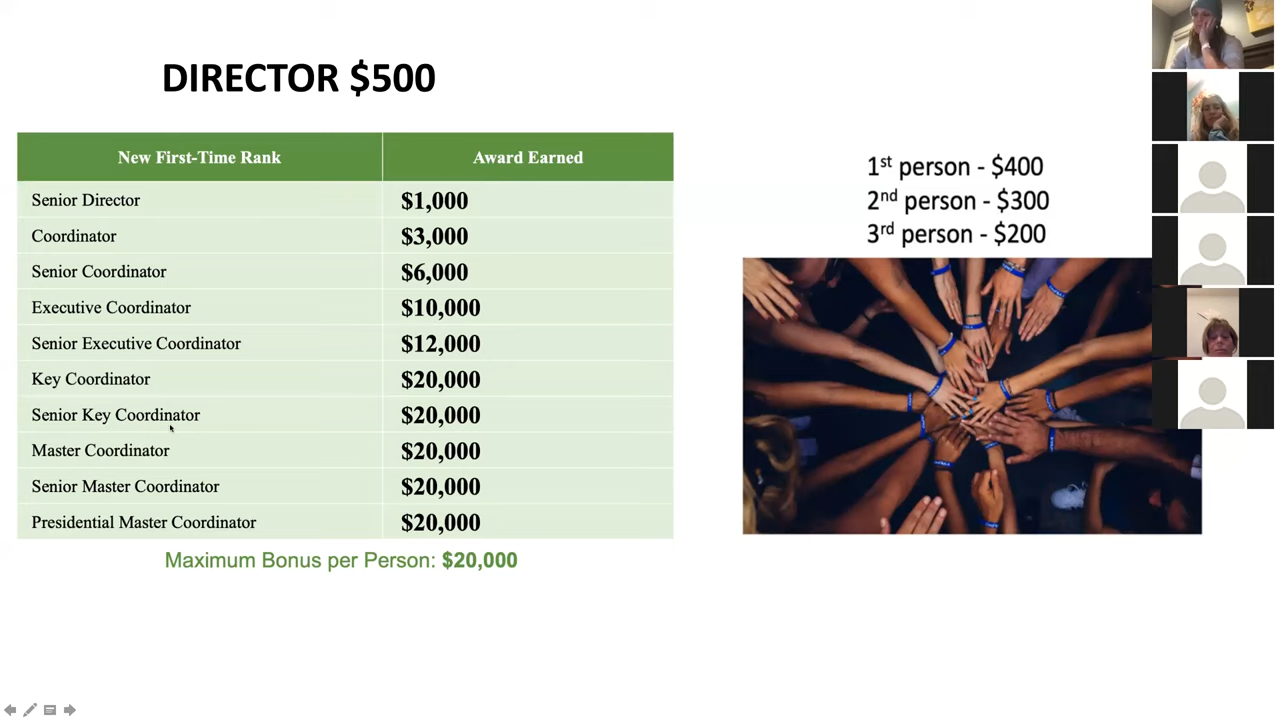 DIRECTOR $500
New First-Time Rank Award Earned
Senior Director $1,000
Coordinator $3,000
Senior Coordinator $6,000
Executive Coordinator $10,000
Senior Executive Coordinator $12,000
Key Coordinator $20,000
Senior Key Coordinator $20,000
Master Coordinator $20,000
Senior Master Coordinator $20,000
Presidential Master Coordinator $20,000
Maximum Bonus per Person: $20,000
1st person - $400
2nd person - $300
3rd person - $200